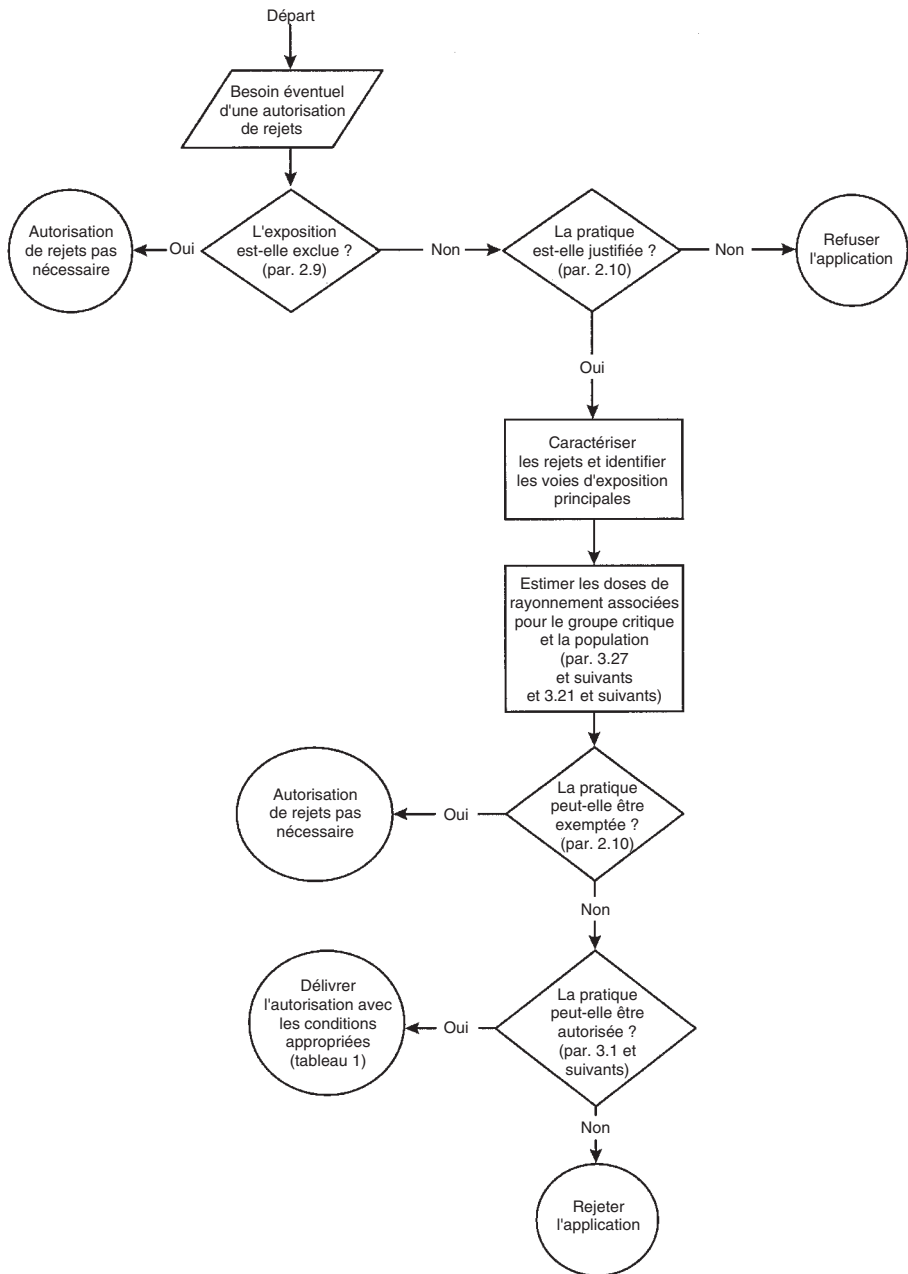 Départ
Besoin éventuel
d'une autorisation
de rejets
Autorisation
de rejets pas
nécessaire
Oui
L'exposition
est-elle exclue ?
(par. 2.9)
Non
La pratique
est-elle justifiée ?
(par. 2.10)
Non
Refuser
l'application
Oui
Caractériser
les rejets et identifier
les voies d'exposition
principales
Estimer les doses de
rayonnement associées
pour le groupe critique
et la population
(par. 3.27
et suivants
et 3.21 et suivants)
Autorisation
de rejets pas
nécessaire
Oui
La pratique
peut-elle être
exemptée ?
(par. 2.10)
Non
Délivrer
l'autorisation avec
les conditions
appropriées
(tableau 1)
Oui
La pratique
peut-elle être
autorisée ?
(par. 3.1 et
suivants)
Non
Rejeter
l'application